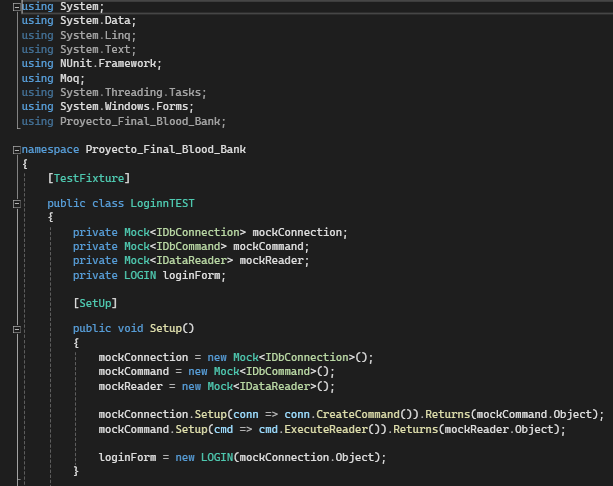 using System;
using System.Data;
using System.Linq;
using System.Text;
using NUnit.Framework;
using Moq;
using System.Threading.Tasks;
using System.Windows.Forms;
using Proyecto_Final_Blood_Bank;
namespace Proyecto_Final_Blood_Bank
{
[TestFixture]
public class LoginnTEST
{
private Mock<IDbConnection> mockConnection;
private Mock<IDbCommand> mockCommand;
private Mock<IDataReader> mockReader;
private LOGIN loginForm;
[SetUp]
public void Setup()
{
mockConnection = new Mock<IDbConnection>();
mockCommand = new Mock<IDbCommand>();
mockReader = new Mock<IDataReader>();
mockConnection.Setup(conn => conn.CreateCommand()).Returns(mockCommand.Object);
mockCommand.Setup(cmd => cmd.ExecuteReader()).Returns(mockReader.Object);
loginForm = new LOGIN(mockConnection.Object);
}